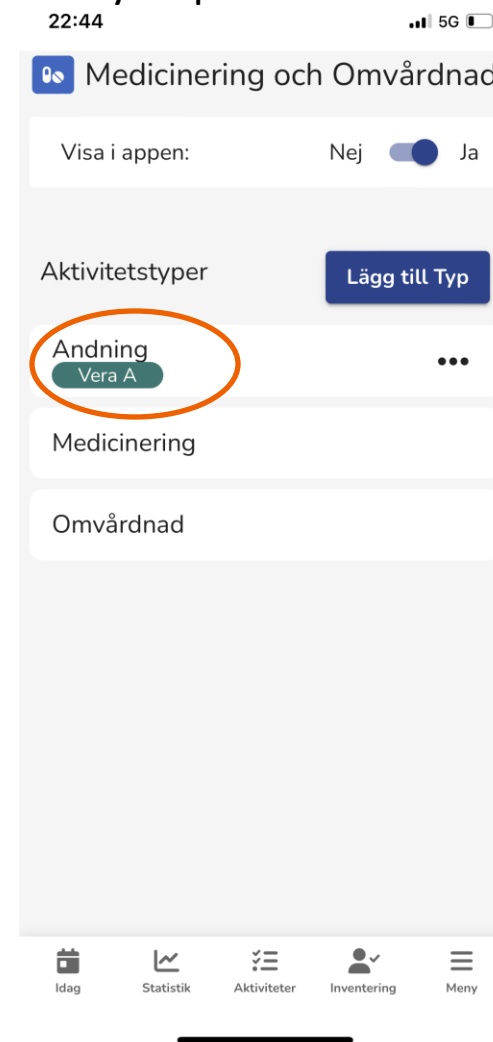 22:44
5G
Medicinering och Omvårdnad
Visa i appen:
Nej
Ja
Aktivitetstyper
Lägg till Typ
Andning
Vera A
Medicinering
Omvårdnad
Idag
Statistik
Aktiviteter
Inventering
Meny